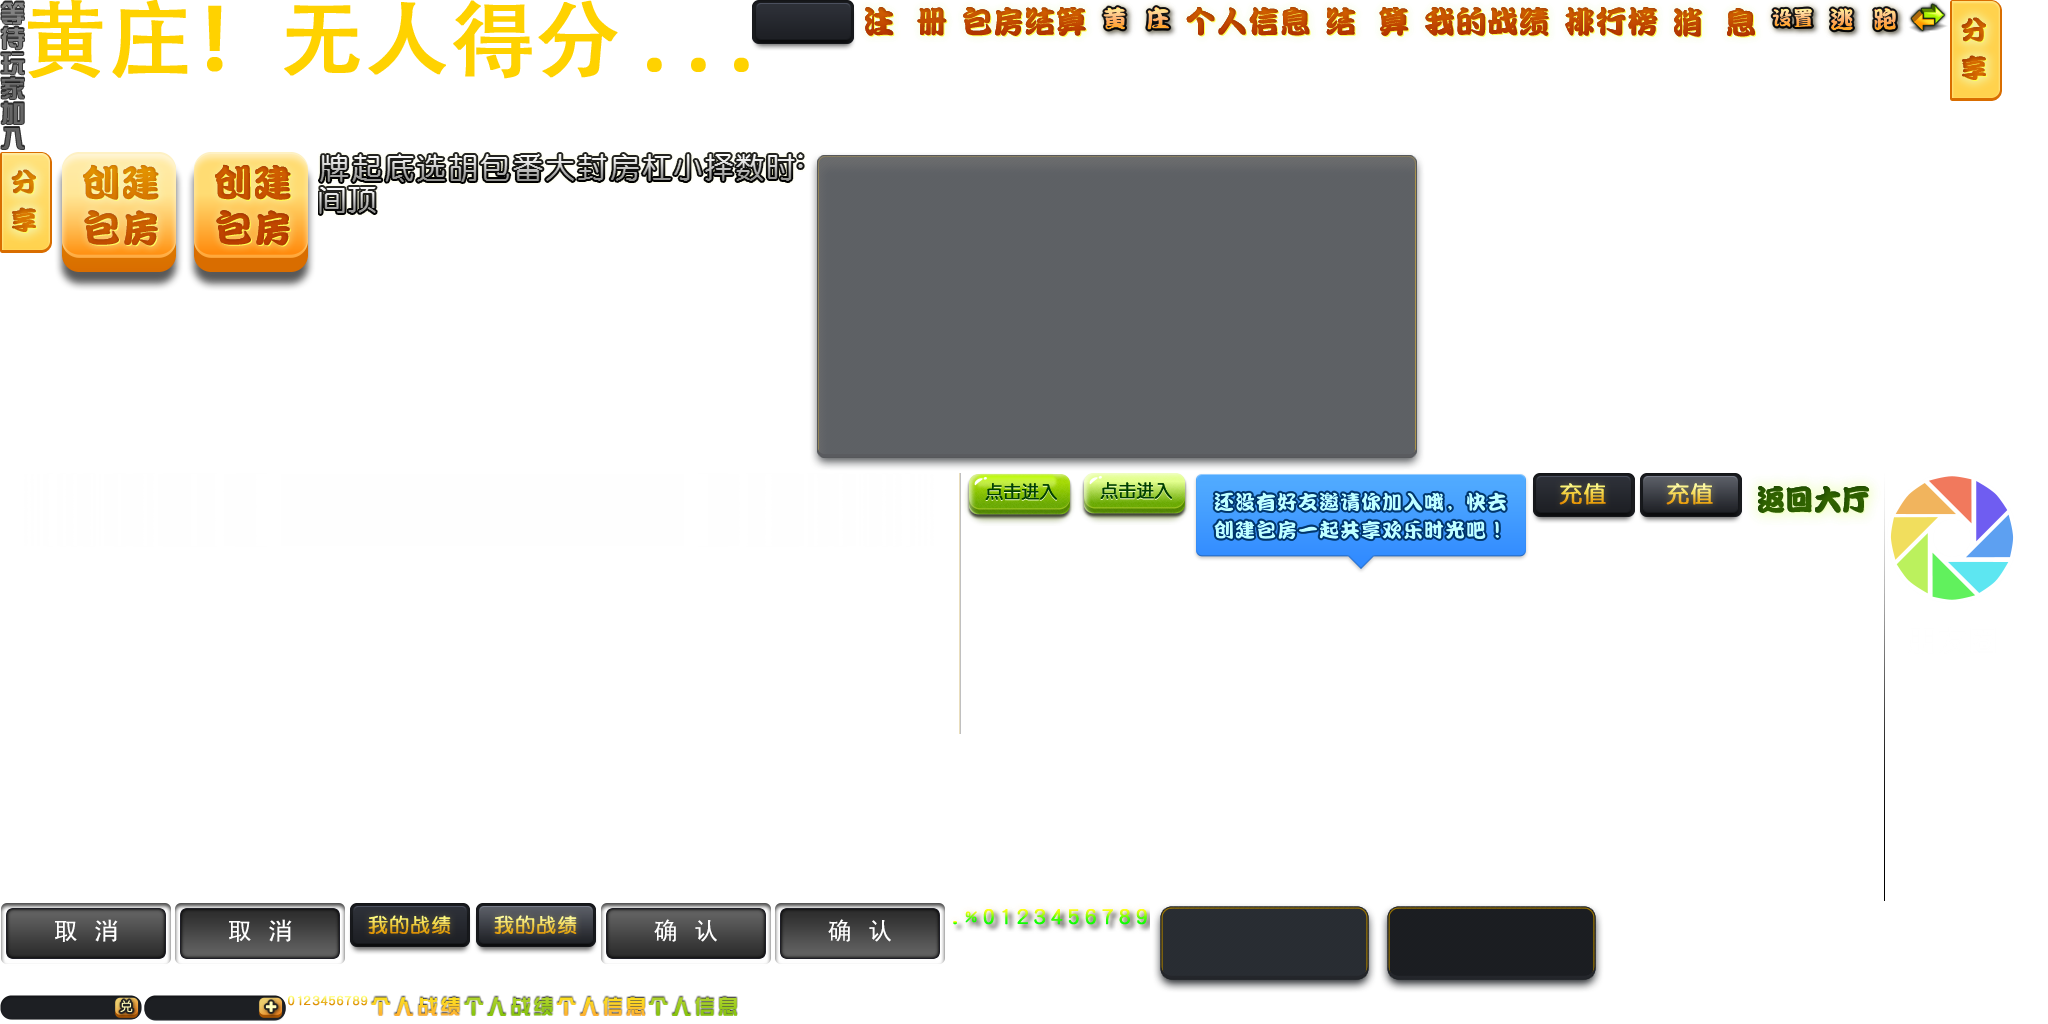 等待玩家加入
黄庄！无人得分...
注 册
包房结算
黄 庄
个人信息
结 算
我的战绩
排行榜
消 息
设置
逃 跑
分享
分享
创建包房
创建包房
牌起底选胡包番大封房杠小择数时:
间顶
点击进入
点击进入
还没有好友邀请你加入哦，快去
创建包房一起共享欢乐时光吧！
充值
充值
返回大厅
取 消
取 消
我的战绩
我的战绩
确 认
确 认
.×0123456789
兑
0123456789
个人战绩
个人战绩
个人信息
个人信息